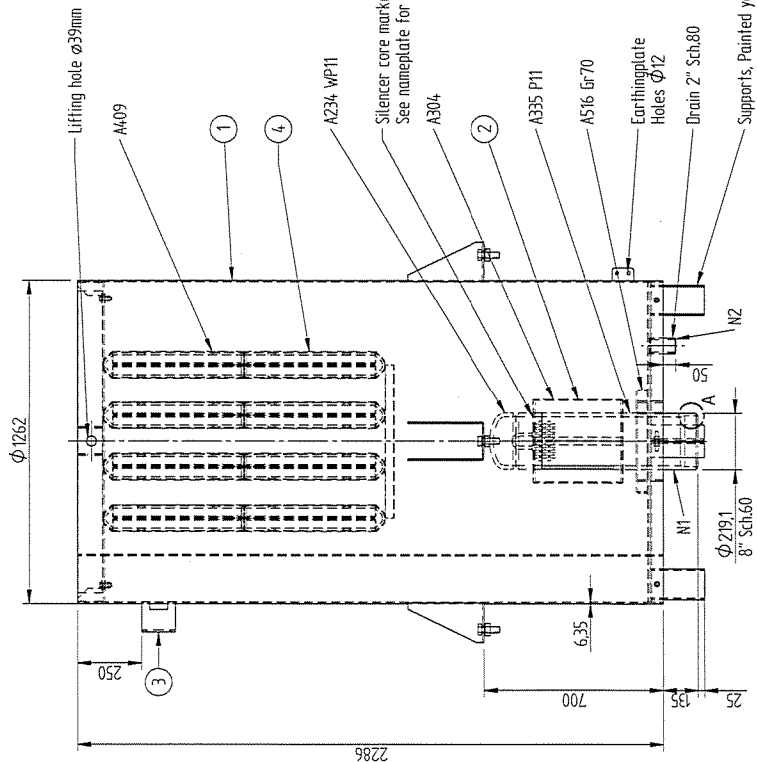 Lifting hole ø39mm
A409
1
4
A234 WP11
Silencer core marke
See nameplate for
A304
2
A335 P11
A516 Gr70
Earthingplate
Holes Φ12
Drain 2" Sch.80
Supports, Painted
Φ1262
250
3
2286
700
6,35
135
25
Φ219,1
8" Sch.60
N1
A
50
N2